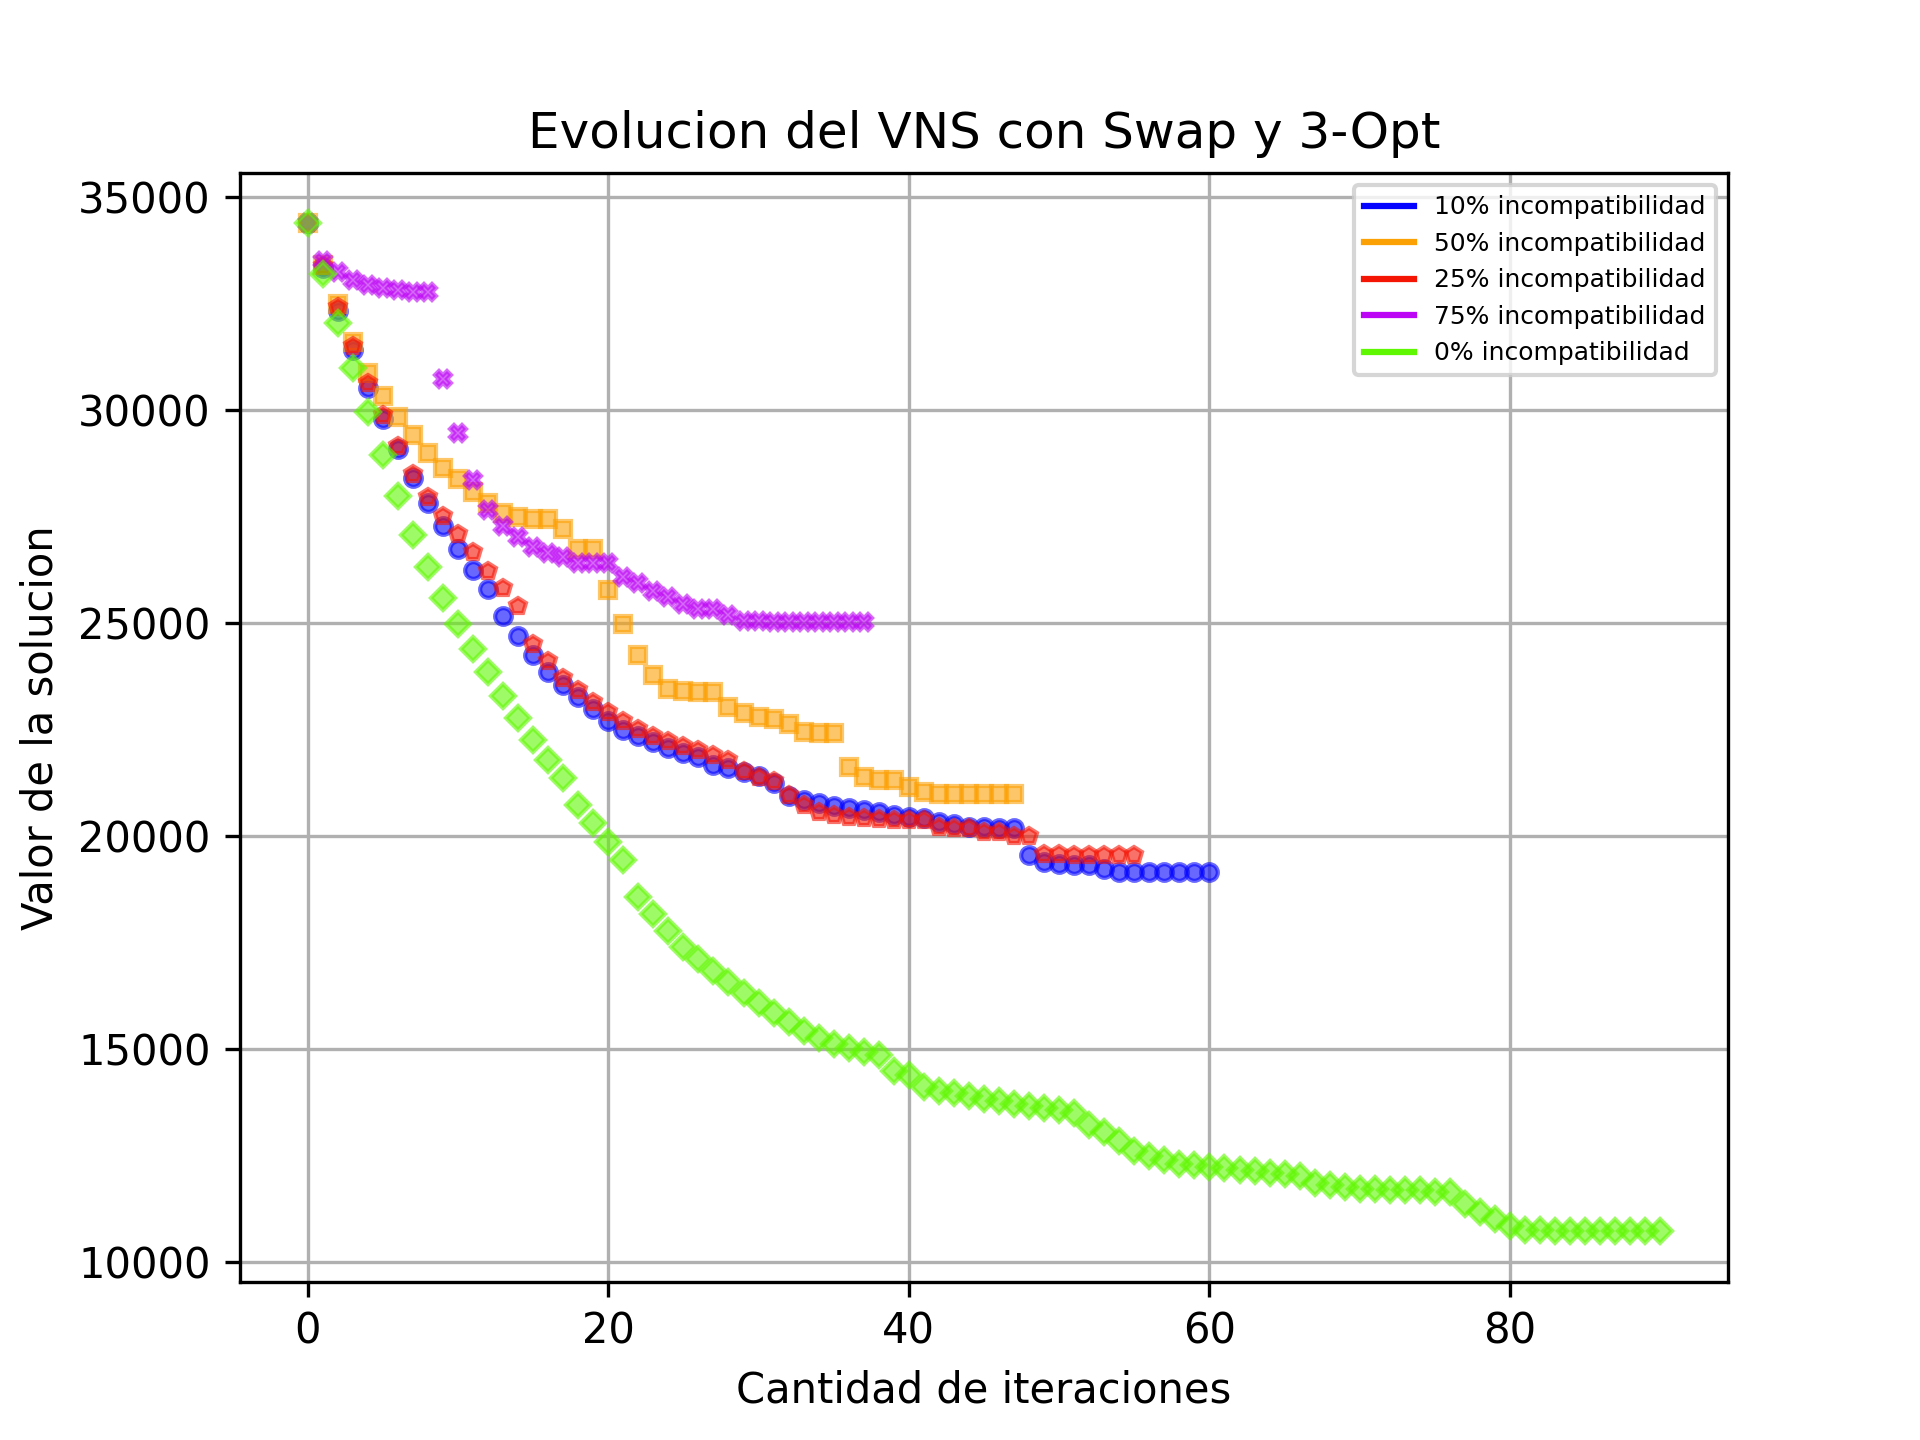 Evolucion del VNS con Swap y 3-Opt
35000
30000
25000
20000
15000
10000
Valor de la solucion
10% incompatibilidad
50% incompatibilidad
25% incompatibilidad
75% incompatibilidad
0% incompatibilidad
0 20 40 60 80
Cantidad de iteraciones